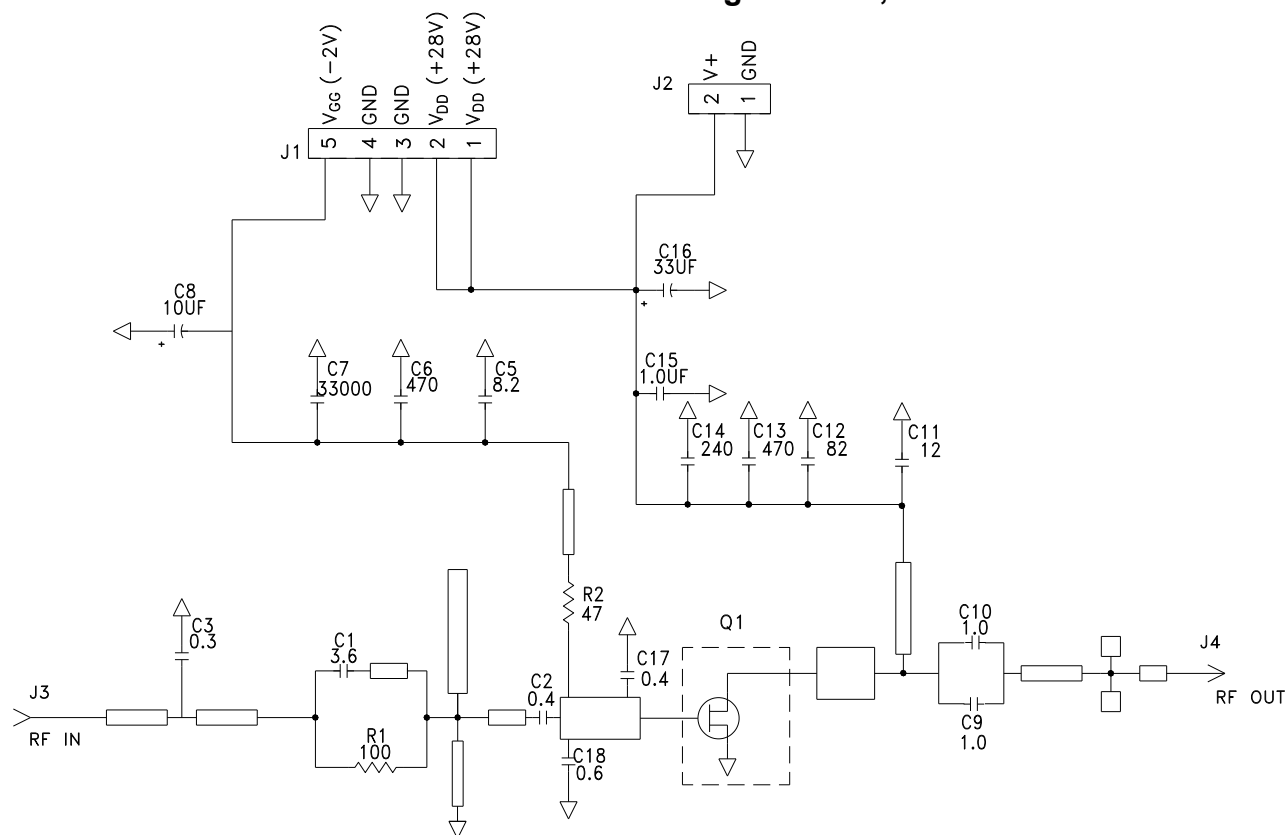 VGG (-2V)
GND
GND
VDD (+28V)
VDD (+28V)
J1
5
4
3
2
1
J2
V+
GND
2
1
C16
33UF
+
C8
10UF
+
C7
33000
C6
470
C5
8.2
C15
1.0UF
C14
240
C13
470
C12
82
C11
12
R2
47
C3
0.3
C1
3.6
R1
100
C2
0.4
C17
0.4
C18
0.6
Q1
C10
1.0
C9
1.0
J3
RF IN
J4
RF OUT